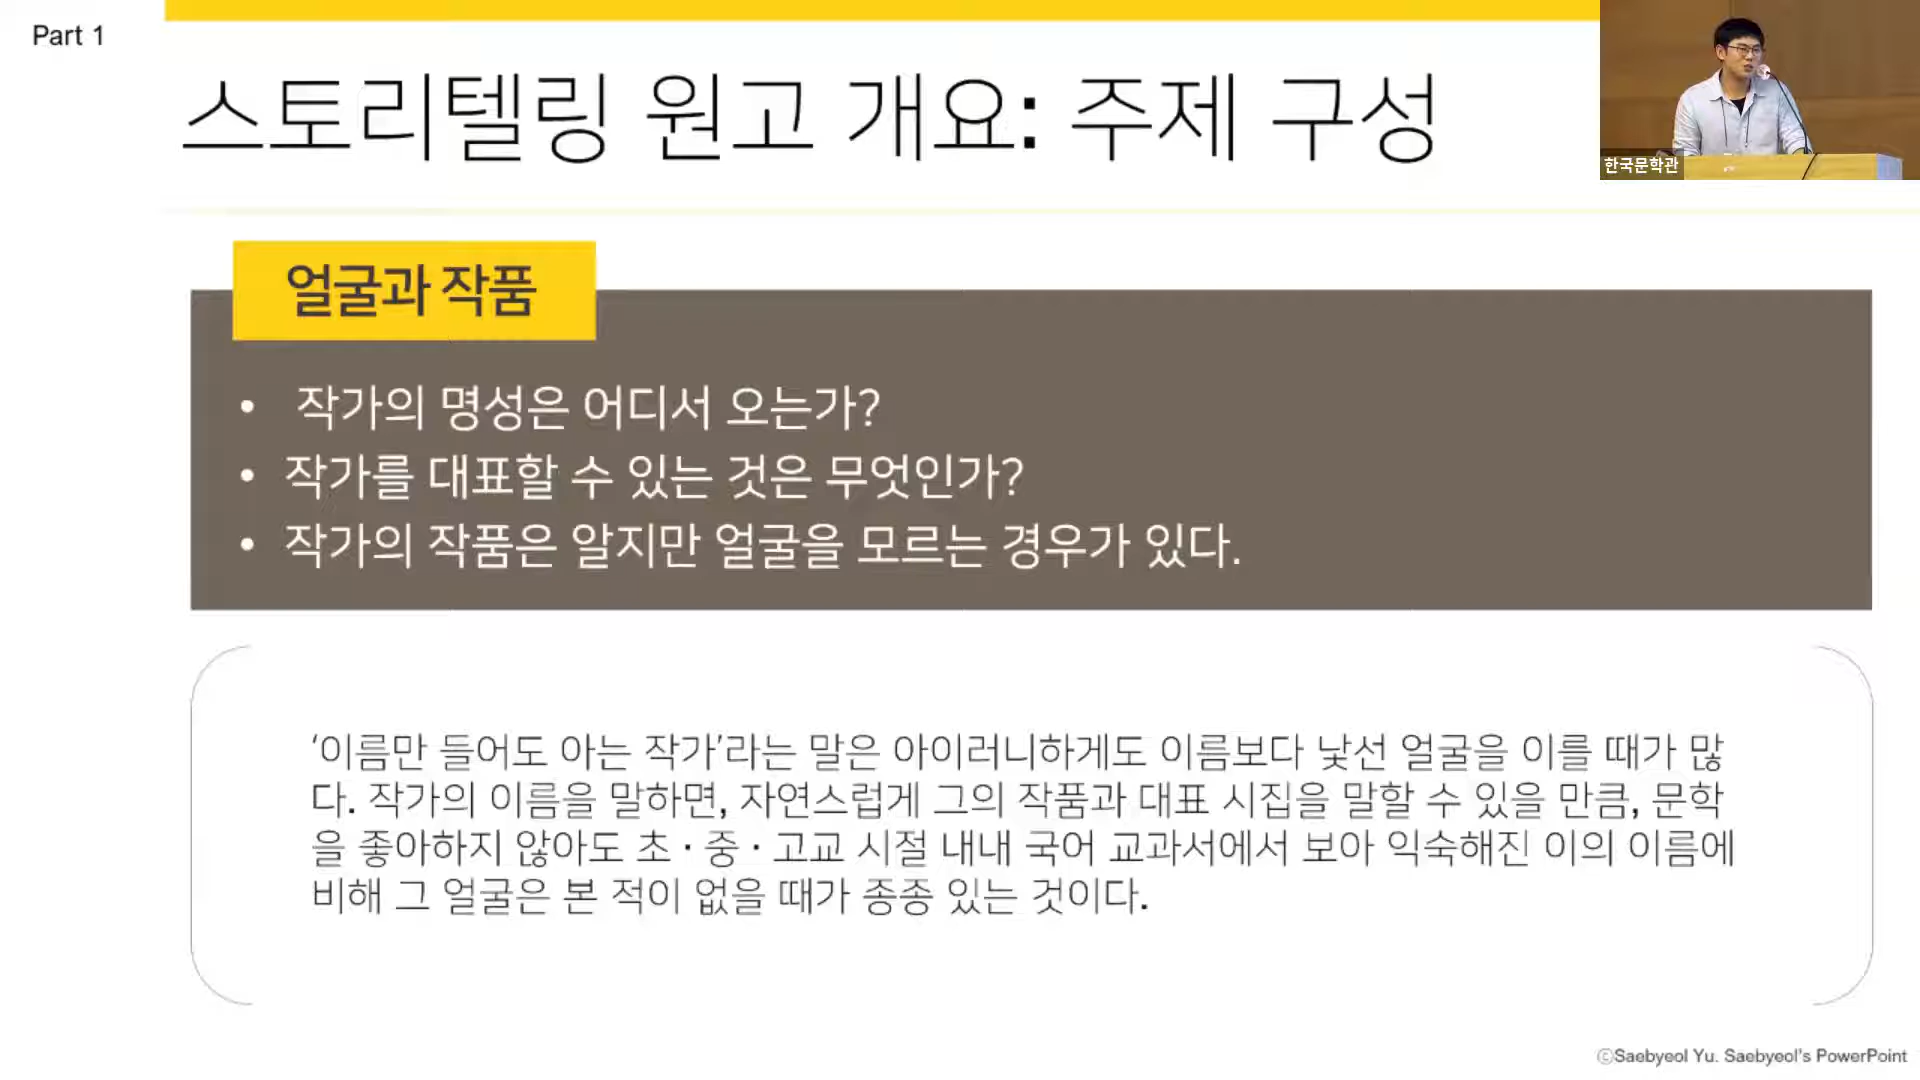 Part 1
스토리텔링 원고 개요: 주제 구성
한국문학관
얼굴과 작품
• 작가의 명성은 어디서 오는가?
• 작가를 대표할 수 있는 것은 무엇인가?
• 작가의 작품은 알지만 얼굴을 모르는 경우가 있다.
‘이름만 들어도 아는 작가’라는 말은 아이러니하게도 이름보다 낯선 얼굴을 이를 때가 많
다. 작가의 이름을 말하면, 자연스럽게 그의 작품과 대표 시집을 말할 수 있을 만큼, 문학
을 좋아하지 않아도 초·중·고교 시절 내내 국어 교과서에서 보아 익숙해진 이의 이름에
비해 그 얼굴은 본 적이 없을 때가 종종 있는 것이다.
ⓒSaebyeol Yu. Saebyeol's PowerPoint